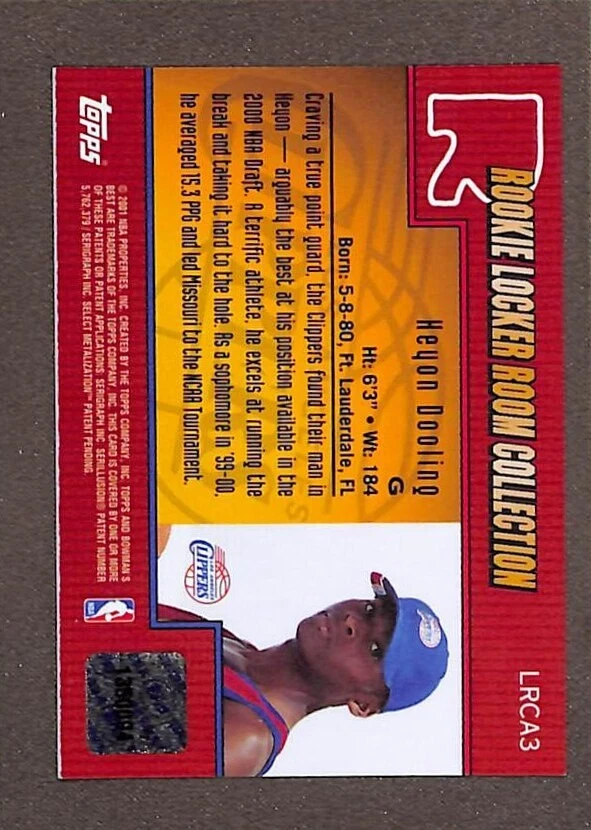 ROOKIE LOCKER ROOM COLLECTION
LRCA3
Keyon Dooling
G
Ht: 6'3" • Wt: 184
Born: 5-8-80, Ft. Lauderdale, FL
Craving a true point guard, the Clippers found their man in
Keyon — arguably the best at his position available in the
2000 NBA Draft. A terrific athlete, he excels at running the
break and taking it hard to the hole. As a sophomore in '99-00,
he averaged 15.3 PPG and led Missouri to the NCAA Tournament.
LOS ANGELES
CLIPPERS
topps®
© 2001 NBA PROPERTIES, INC. CREATED BY THE TOPPS COMPANY, INC. TOPPS AND BOWMAN'S
BEST ARE TRADEMARKS OF THE TOPPS COMPANY, INC. THIS CARD IS COVERED BY ONE OR MORE
OF THESE PATENTS OR PATENT APPLICATIONS: SERIGRAPH INC. SERILLUSION® PATENT NUMBER
5,762,379 / SERIGRAPH INC. SELECT METALIZATION™ PATENT PENDING.
NBA